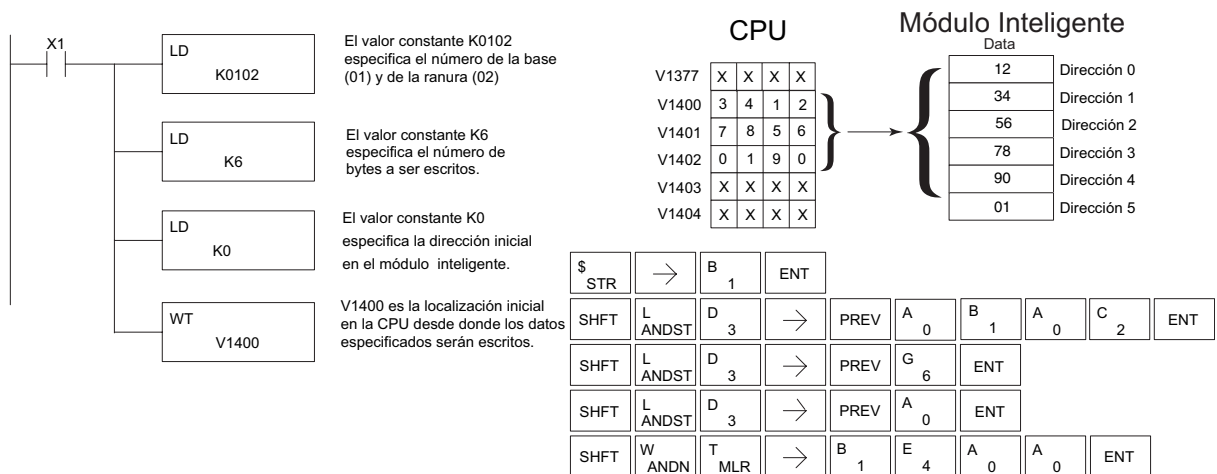 X1
LD
K0102
El valor constante K0102
especifica el número de la base
(01) y de la ranura (02)
LD
K6
El valor constante K6
especifica el número de
bytes a ser escritos.
LD
K0
El valor constante K0
especifica la dirección inicial
en el módulo inteligente.
WT
V1400
V1400 es la localización inicial
en la CPU desde donde los datos
especificados serán escritos.
CPU
V1377 X X X X
V1400 3 4 1 2
V1401 7 8 5 6
V1402 0 1 9 0
V1403 X X X X
V1404 X X X X
Módulo Inteligente
Data
12 Dirección 0
34 Dirección 1
56 Dirección 2
78 Dirección 3
90 Dirección 4
01 Dirección 5
$ STR → B 1 ENT
SHFT L ANDST D 3 → PREV A 0 B 1 A 0 C 2 ENT
SHFT L ANDST D 3 → PREV G 6 ENT
SHFT L ANDST D 3 → PREV A 0 ENT
SHFT W ANDN T MLR → B 1 E 4 A 0 A 0 ENT